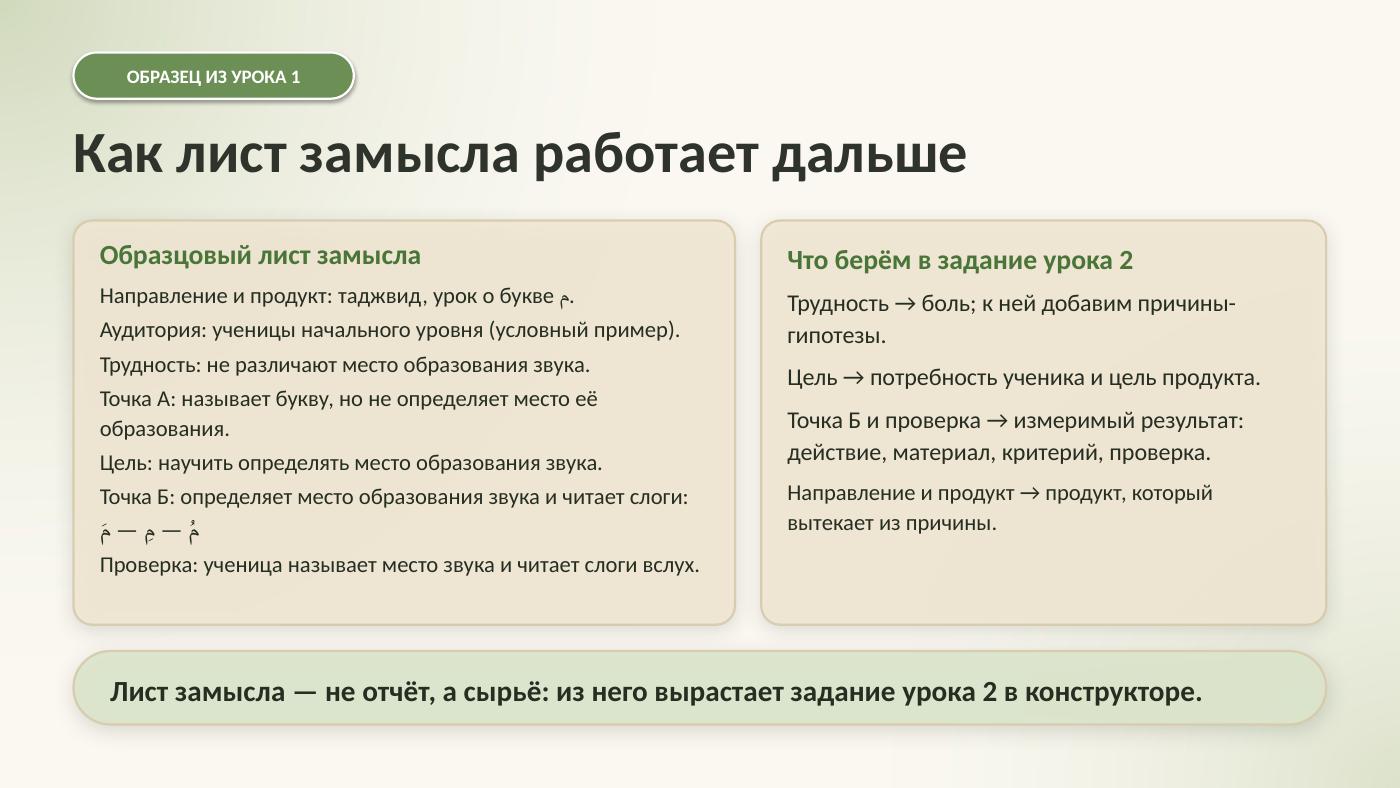 ОБРАЗЕЦ ИЗ УРОКА 1
Как лист замысла работает дальше
Образцовый лист замысла
Направление и продукт: таджвид, урок о букве م.
Аудитория: ученицы начального уровня (условный пример).
Трудность: не различают место образования звука.
Точка А: называет букву, но не определяет место её
образования.
Цель: научить определять место образования звука.
Точка Б: определяет место образования звука и читает слоги:
مَ — مِ — مُ
Проверка: ученица называет место звука и читает слоги вслух.
Что берём в задание урока 2
Трудность → боль; к ней добавим причины-
гипотезы.
Цель → потребность ученика и цель продукта.
Точка Б и проверка → измеримый результат:
действие, материал, критерий, проверка.
Направление и продукт → продукт, который
вытекает из причины.
Лист замысла — не отчёт, а сырьё: из него вырастает задание урока 2 в конструкторе.